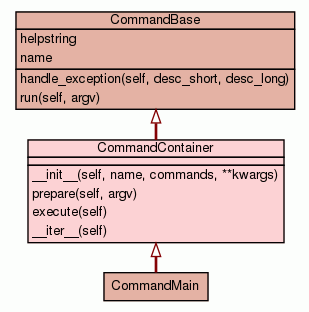 CommandBase
helpstring
name
handle_exception(self, desc_short, desc_long)
run(self, argv)
CommandContainer
__init__(self, name, commands, **kwargs)
prepare(self, argv)
execute(self)
__iter__(self)
CommandMain